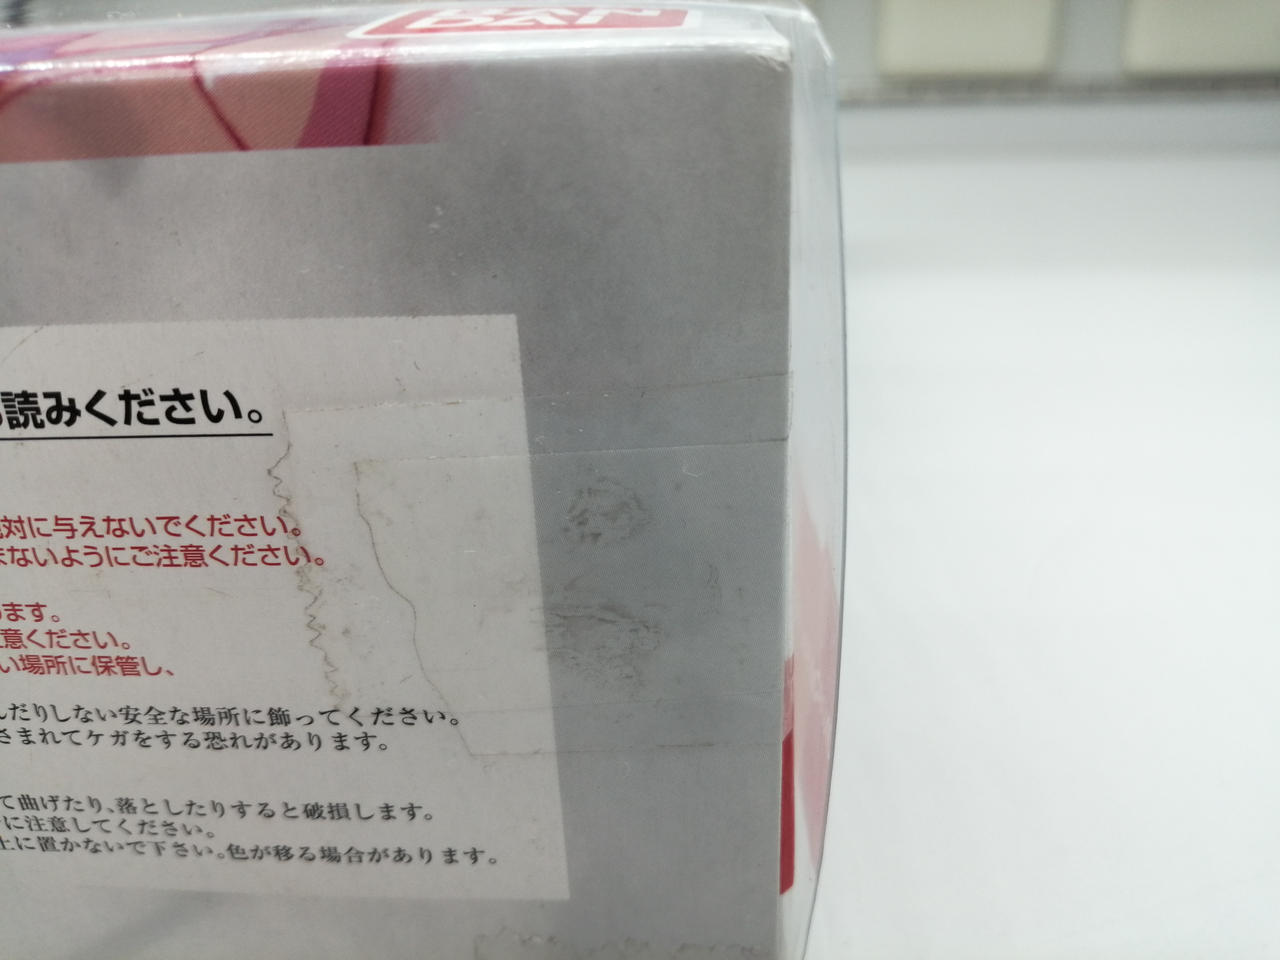 BAN
DAI
読みください。
対に与えないでください。
まないようにご注意ください。
ます。
意ください。
い場所に保管し、
んだりしない安全な場所に飾ってください。
さまれてケガをする恐れがあります。
て曲げたり、落としたりすると破損します。
に注意してください。
上に置かないで下さい。色が移る場合があります。